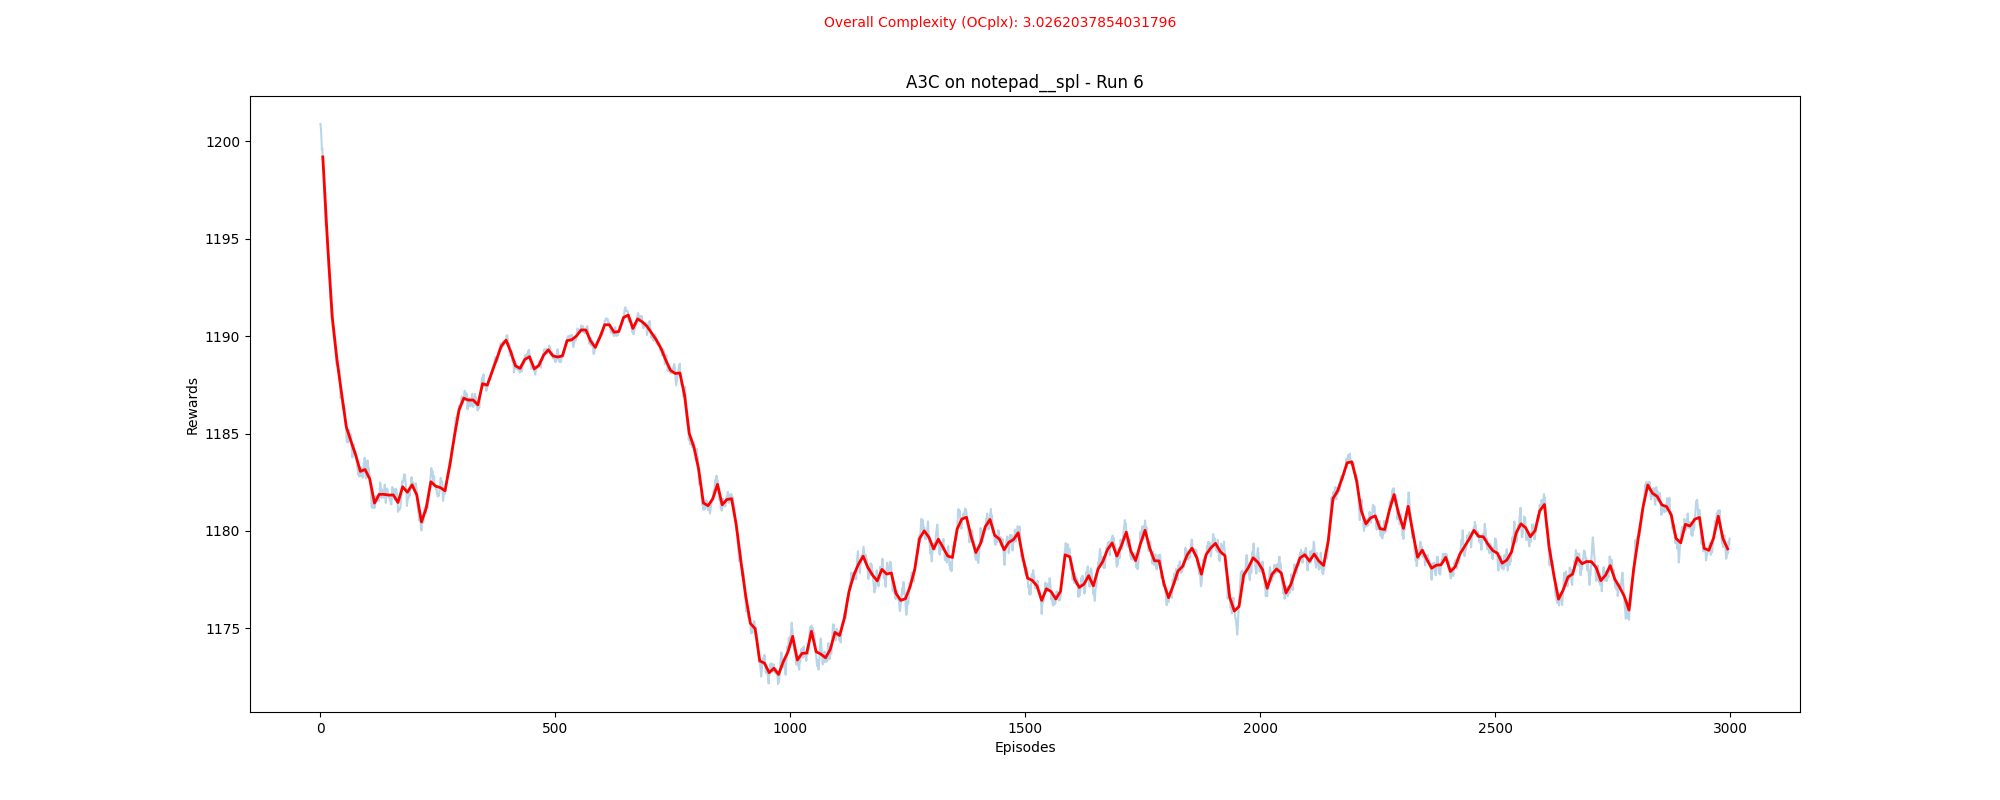 Overall Complexity (OCplx): 3.0262037854031796
A3C on notepad__spl - Run 6
1200
1195
1190
1185
1180
1175
Rewards
0 500 1000 1500 2000 2500 3000
Episodes